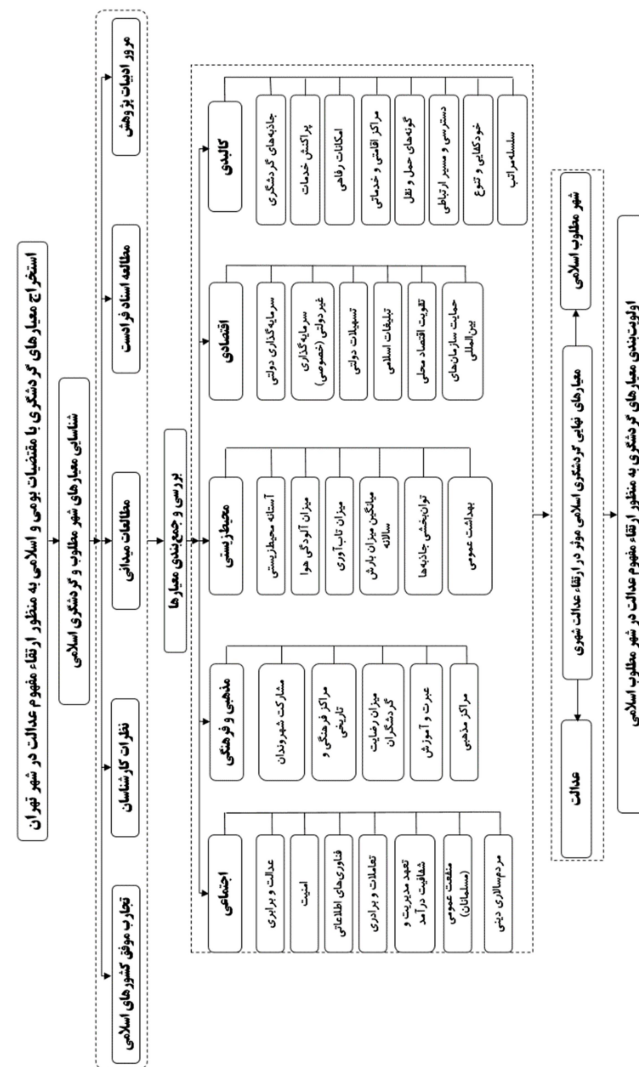 استخراج معیارهای گردشگری با مقتضیات بومی و اسلامی به منظور ارتقاء مفهوم عدالت در شهر تهران
شناسایی معیارهای شهر مطلوب و گردشگری اسلامی
مرور ادبیات پژوهش
مطالعه اسناد فرادست
مطالعات میدانی
نظرات کارشناسان
تجارب موفق کشورهای اسلامی
بررسی و جمع‌بندی معیارها
کالبدی
جاذبه‌های گردشگری
پراکنش خدمات
امکانات رفاهی
مراکز اقامتی و خدماتی
گونه‌های حمل و نقل
دسترسی و مسیر ارتباطی
خودکفایی و تنوع
سلسله‌مراتب
اقتصادی
سرمایه‌گذاری دولتی
سرمایه‌گذاری
غیردولتی (خصوصی)
تسهیلات دولتی
تبلیغات اسلامی
تقویت اقتصاد محلی
حمایت سازمان‌های
بین‌المللی
محیط‌زیستی
آستانه محیط‌زیستی
میزان آلودگی هوا
میزان تاب‌آوری
میانگین میزان بارش
سالانه
توان‌بخشی جاذبه‌ها
بهداشت عمومی
مذهبی و فرهنگی
مشارکت شهروندان
مراکز فرهنگی و
تاریخی
میزان رضایت
گردشگران
عبرت و آموزش
مراکز مذهبی
اجتماعی
عدالت و برابری
امنیت
فناوری‌های اطلاعاتی
تعاملات و برادری
تعهد مدیریت و
شفافیت درآمد
منفعت عمومی
(مسلمانان)
مردم‌سالاری دینی
شهر مطلوب اسلامی
معیارهای نهایی گردشگری اسلامی موثر در ارتقاء عدالت شهری
عدالت
اولویت‌بندی معیارهای گردشگری به منظور ارتقاء مفهوم عدالت در شهر مطلوب اسلامی